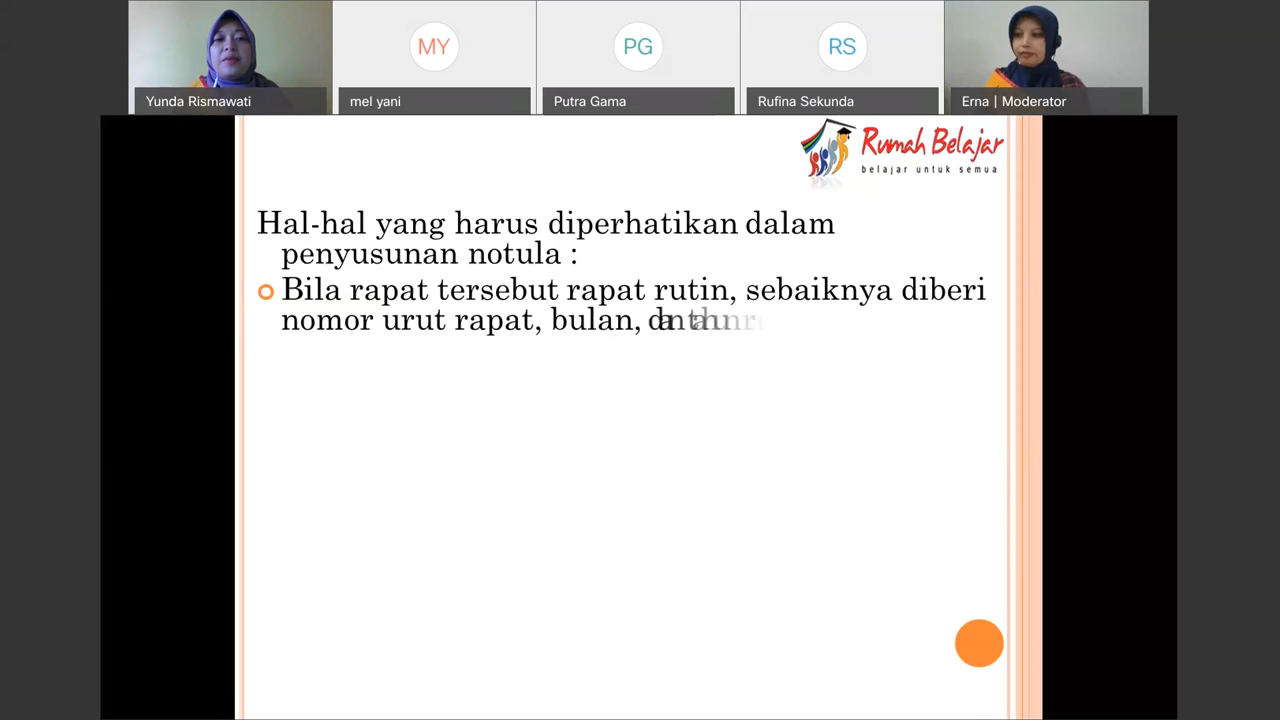 MY
PG
RS
Yunda Rismawati
mel yani
Putra Gama
Rufina Sekunda
Erna | Moderator
Rumah Belajar
belajar untuk semua
Hal-hal yang harus diperhatikan dalam
penyusunan notula :
Bila rapat tersebut rapat rutin, sebaiknya diberi
nomor urut rapat, bulan, dan